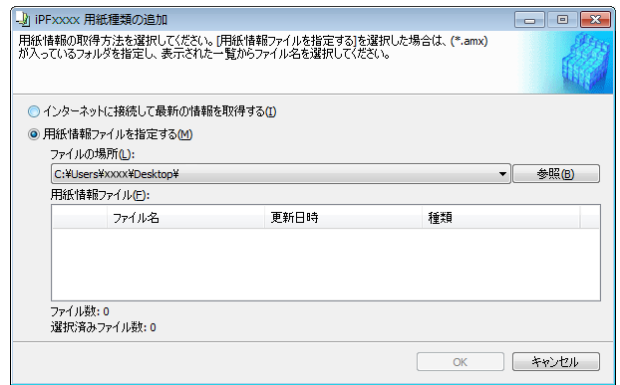 iPFxxxx 用紙種類の追加
用紙情報の取得方法を選択してください。[用紙情報ファイルを指定する]を選択した場合は、(*.amx)
が入っているフォルダを指定し、表示された一覧からファイル名を選択してください。
インターネットに接続して最新の情報を取得する(I)
用紙情報ファイルを指定する(M)
ファイルの場所(L):
C:¥Users¥xxxx¥Desktop¥
参照(B)
用紙情報ファイル(F):
ファイル名 更新日時 種類
ファイル数: 0
選択済みファイル数: 0
OK キャンセル